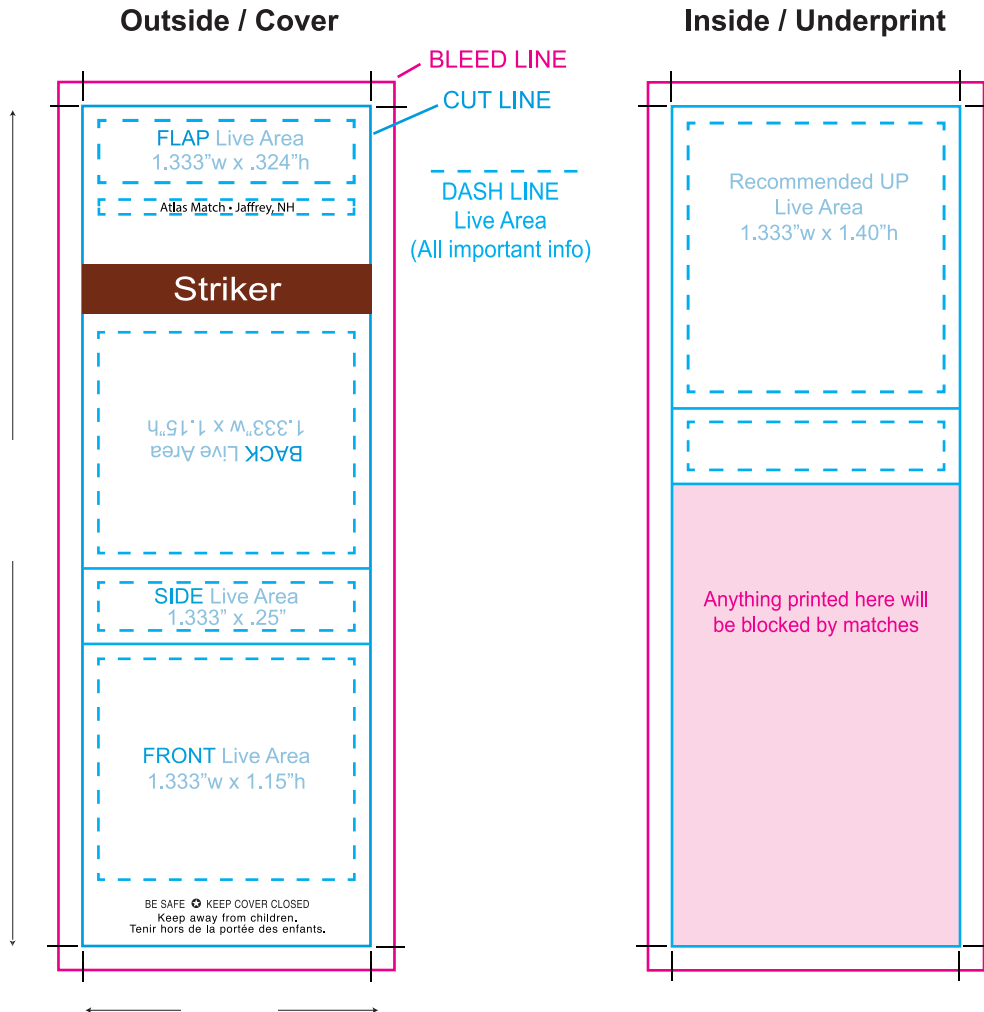 Outside / Cover
Inside / Underprint
BLEED LINE
CUT LINE
FLAP Live Area
1.333”w x .324”h
Atlas Match • Jaffrey, NH
DASH LINE
Live Area
(All important info)
Striker
BACK Live Area
1.333”w x 1.15”h
SIDE Live Area
1.333” x .25”
FRONT Live Area
1.333”w x 1.15”h
BE SAFE ✪ KEEP COVER CLOSED
Keep away from children.
Tenir hors de la portée des enfants.
Recommended UP
Live Area
1.333”w x 1.40”h
Anything printed here will
be blocked by matches